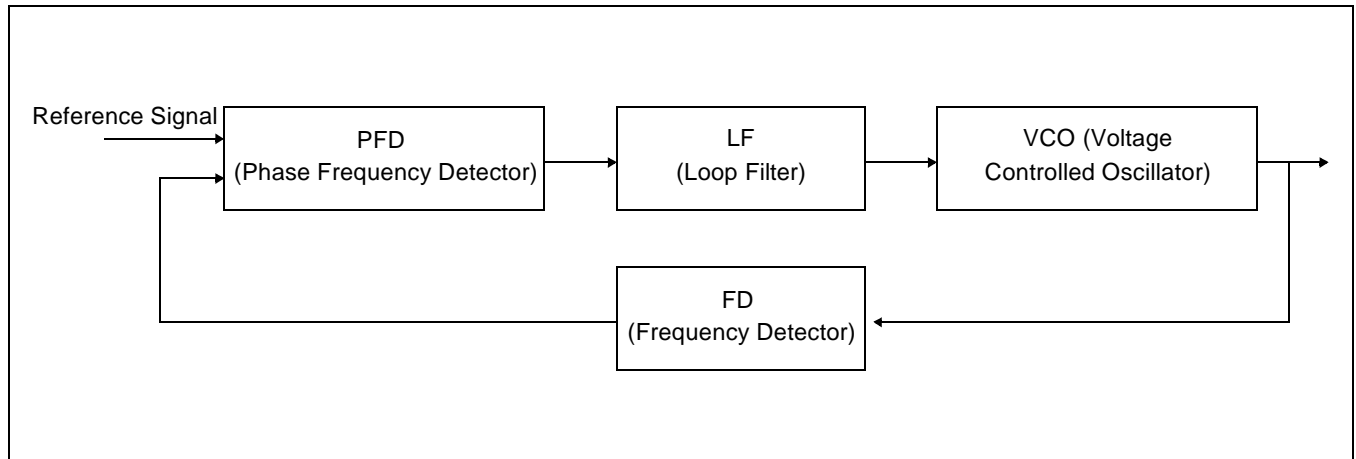 Reference Signal
PFD
(Phase Frequency Detector)
LF
(Loop Filter)
VCO (Voltage
Controlled Oscillator)
FD
(Frequency Detector)